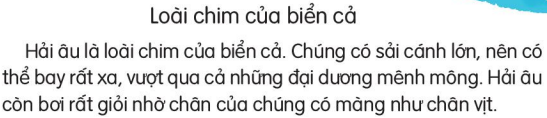 Loài chim của biển cả
Hải âu là loài chim của biển cả. Chúng có sải cánh lớn, nên có
thể bay rất xa, vượt qua cả những đại dương mênh mông. Hải âu
còn bơi rất giỏi nhờ chân của chúng có màng như chân vịt.